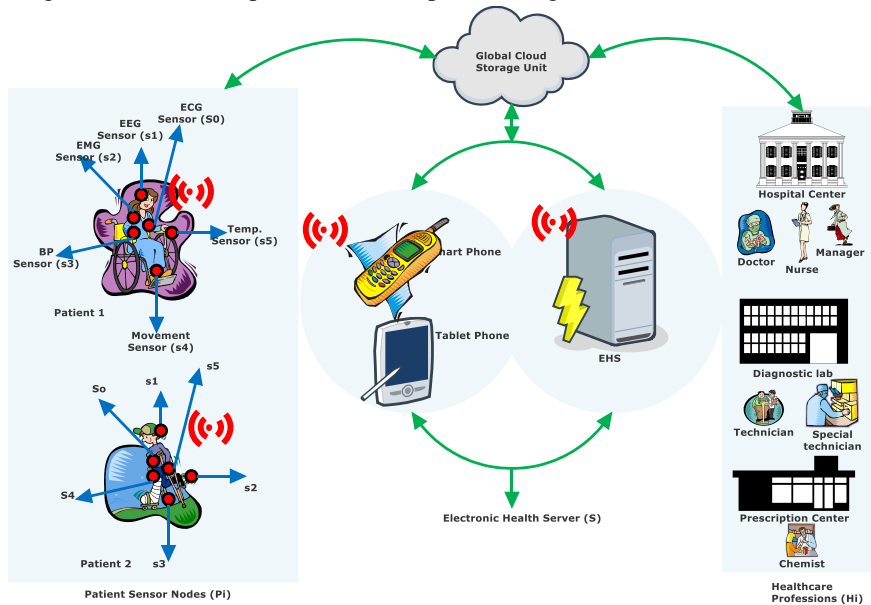 Global Cloud
Storage Unit
ECG
Sensor (S0)
EEG
Sensor (s1)
EMG
Sensor (s2)
Temp.
Sensor (s5)
BP
Sensor (s3)
Patient 1
Movement
Sensor (s4)
s5
s1
So
s2
S4
s3
Patient 2
Patient Sensor Nodes (Pi)
hart Phone
Tablet Phone
EHS
Electronic Health Server (S)
Hospital Center
Doctor
Nurse
Manager
Diagnostic lab
Technician
Special
technician
Prescription Center
Chemist
Healthcare
Professions (Hi)